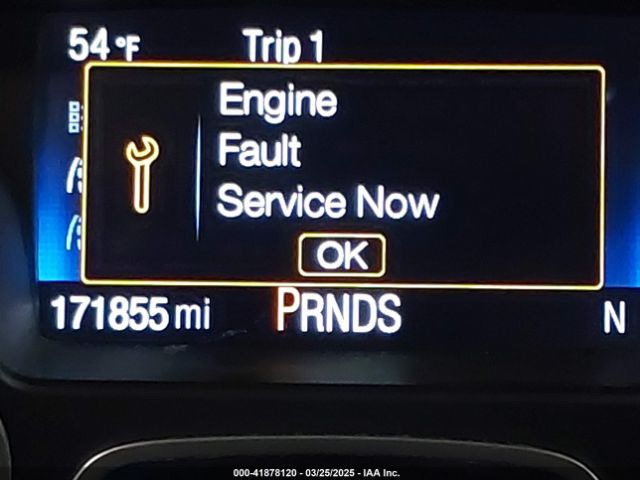 54 °F
Trip 1
Engine
Fault
Service Now
OK
171855 mi
PRNDS
N
000-41878120 - 03/25/2025 - IAA Inc.